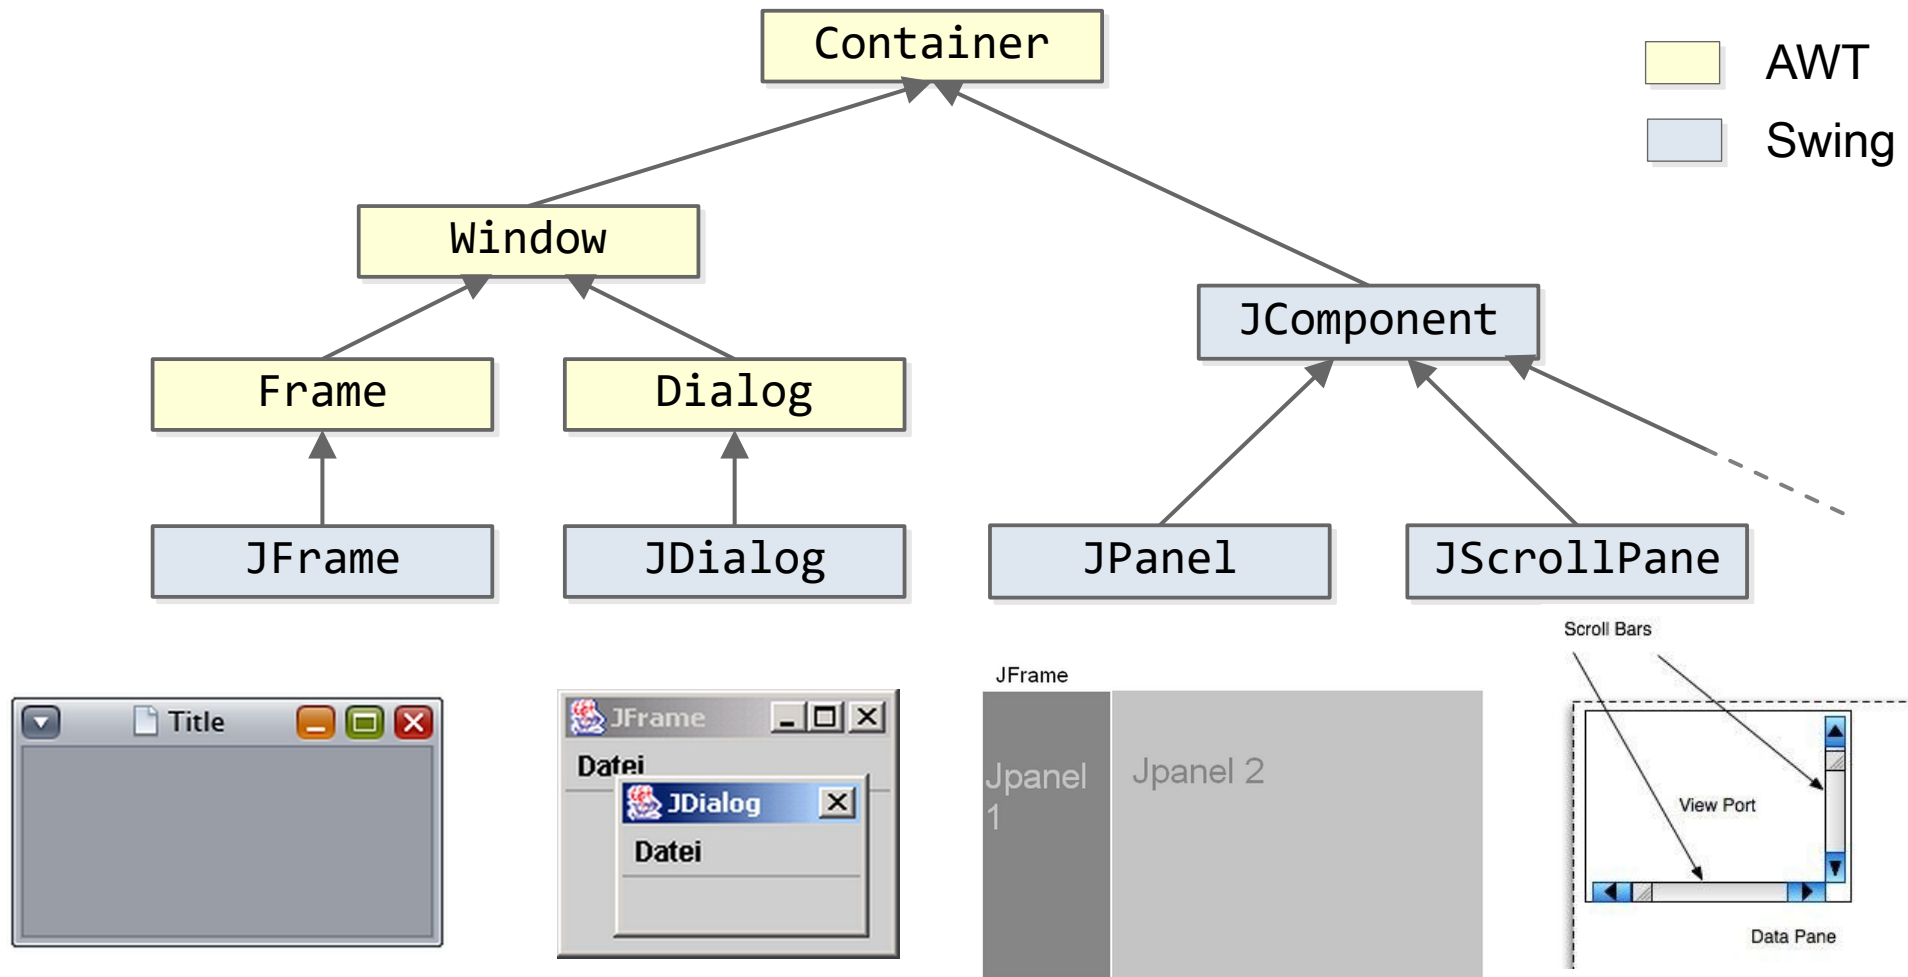 Container
AWT
Swing
Window
JComponent
Frame
Dialog
JFrame
JDialog
JPanel
JScrollPane
Scroll Bars
JFrame
Title
JFrame
Datei
JDialog
Datei
Jpanel
1
Jpanel 2
View Port
Data Pane